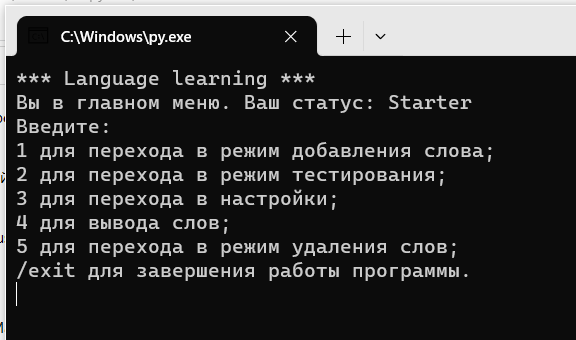 C:\Windows\py.exe
*** Language learning ***
Вы в главном меню. Ваш статус: Starter
Введите:
1 для перехода в режим добавления слова;
2 для перехода в режим тестирования;
3 для перехода в настройки;
4 для вывода слов;
5 для перехода в режим удаления слов;
/exit для завершения работы программы.